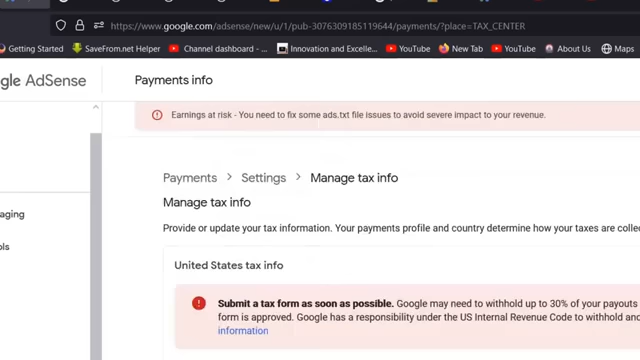 https://www.google.com/adsense/new/u/1/pub-3076309185119644/payments/?place=TAX_CENTER
Getting Started SaveFrom.net Helper Channel dashboard - ... Innovation and Excelle... YouTube New Tab YouTube About Us Maps
gle AdSense Payments info
Earnings at risk - You need to fix some ads.txt file issues to avoid severe impact to your revenue.
Payments > Settings > Manage tax info
Manage tax info
aging
Provide or update your tax information. Your payments profile and country determine how your taxes are collec
ols
United States tax info
Submit a tax form as soon as possible. Google may need to withhold up to 30% of your payouts
form is approved. Google has a responsibility under the US Internal Revenue Code to withhold and
information